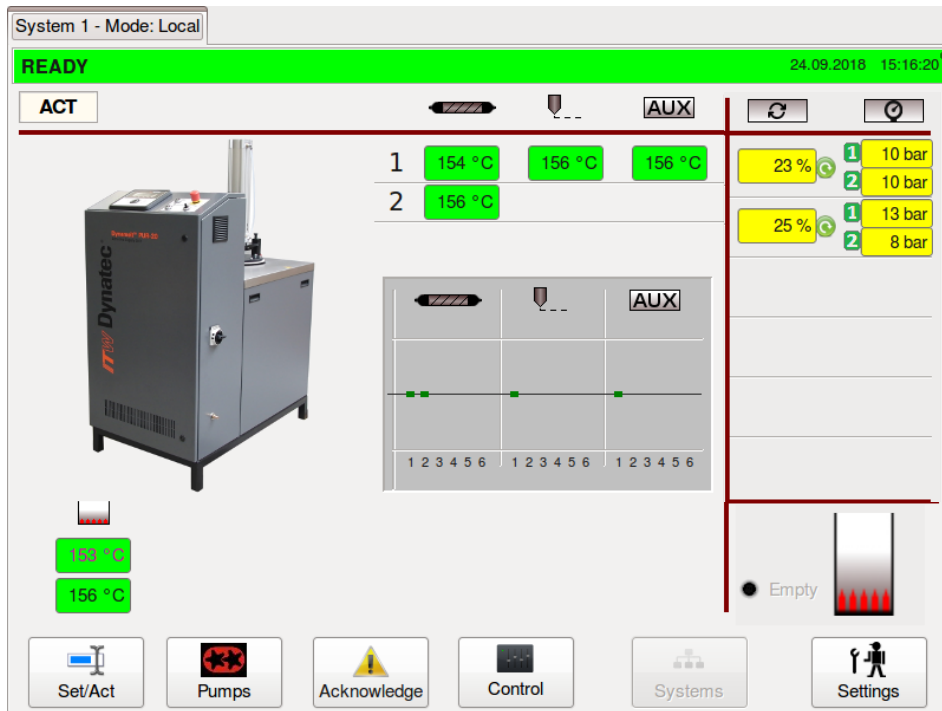 System 1 - Mode: Local
READY 24.09.2018 15:16:20
ACT
AUX
1 154 °C 156 °C 156 °C
2 156 °C
23 % 1 10 bar
2 10 bar
25 % 1 13 bar
2 8 bar
ITW Dynatec
AUX
1 2 3 4 5 6 1 2 3 4 5 6 1 2 3 4 5 6
153 °C
156 °C
Empty
Set/Act
Pumps
Acknowledge
Control
Systems
Settings